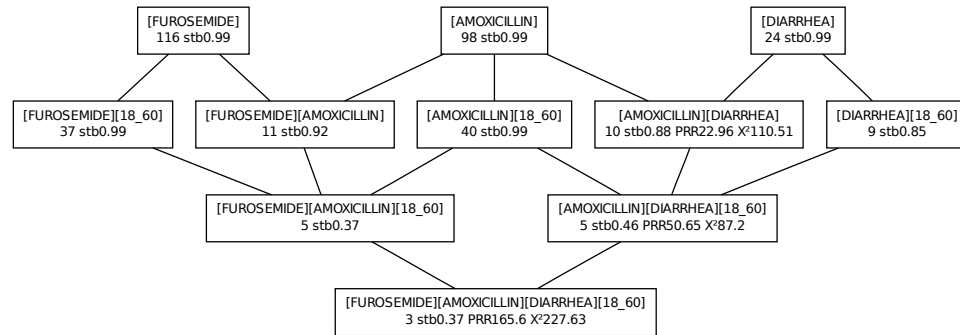 [FUROSEMIDE]
116 stb0.99
[AMOXICILLIN]
98 stb0.99
[DIARRHEA]
24 stb0.99
[FUROSEMIDE][18_60]
37 stb0.99
[FUROSEMIDE][AMOXICILLIN]
11 stb0.92
[AMOXICILLIN][18_60]
40 stb0.99
[AMOXICILLIN][DIARRHEA]
10 stb0.88 PRR22.96 X²110.51
[DIARRHEA][18_60]
9 stb0.85
[FUROSEMIDE][AMOXICILLIN][18_60]
5 stb0.37
[AMOXICILLIN][DIARRHEA][18_60]
5 stb0.46 PRR50.65 X²87.2
[FUROSEMIDE][AMOXICILLIN][DIARRHEA][18_60]
3 stb0.37 PRR165.6 X²227.63